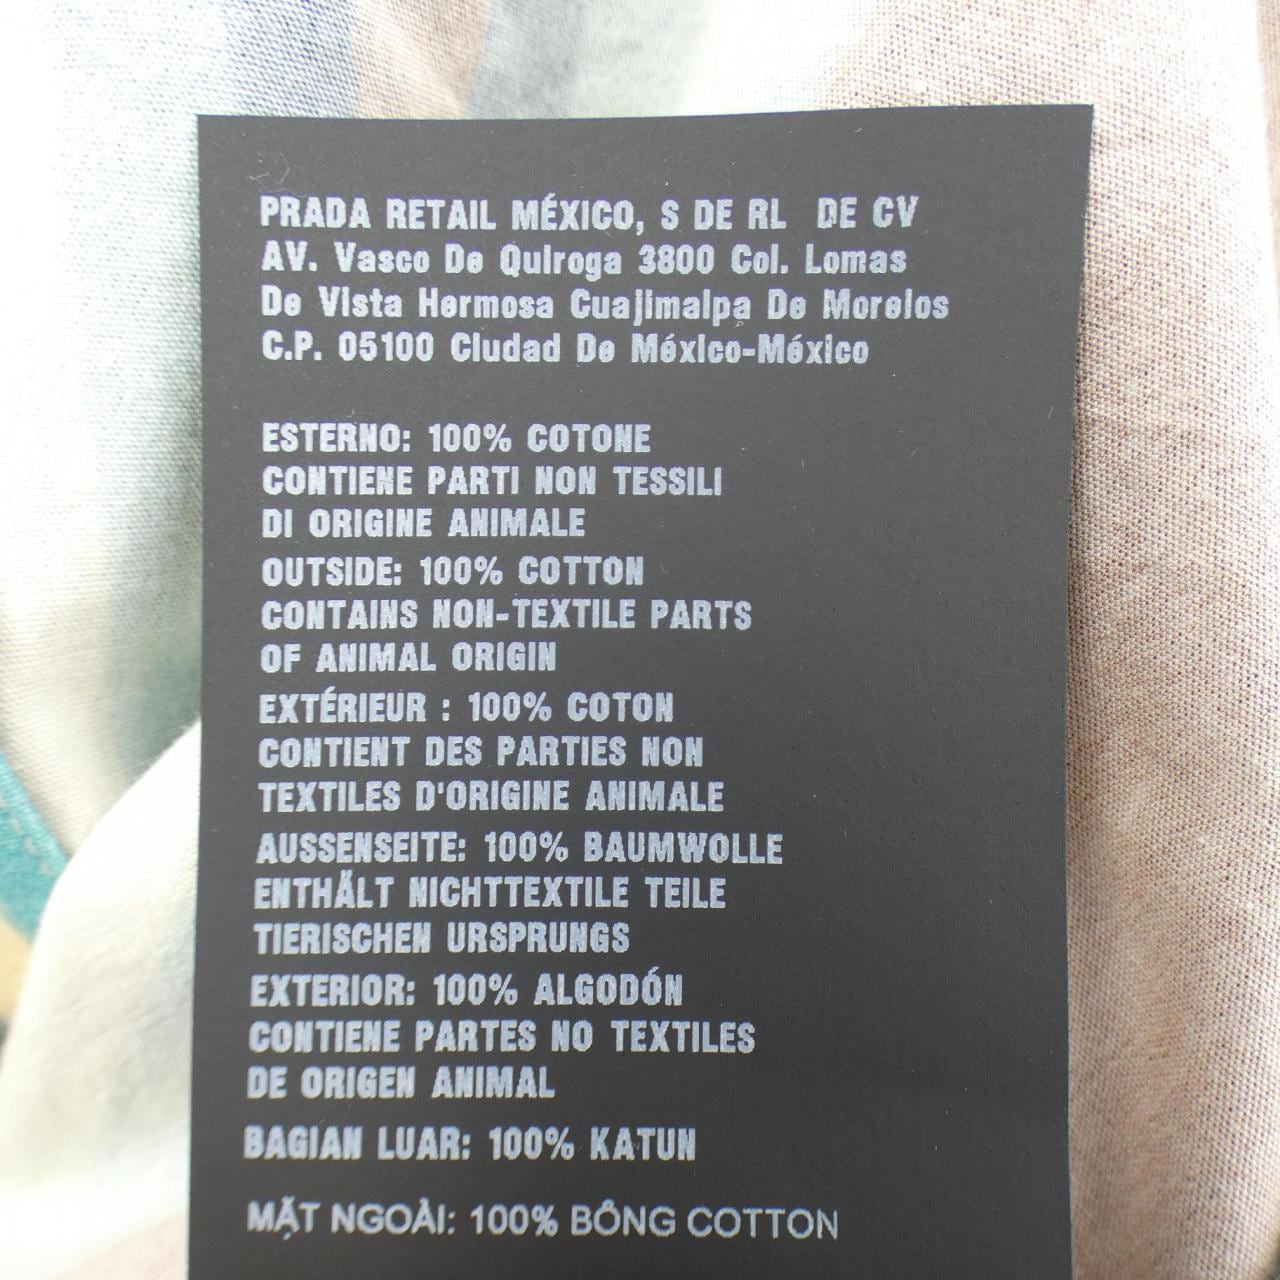 PRADA RETAIL MÉXICO, S DE RL DE CV
AV. Vasco De Quiroga 3800 Col. Lomas
De Vista Hermosa Cuajimalpa De Morelos
C.P. 05100 Ciudad De México-México
ESTERNO: 100% COTONE
CONTIENE PARTI NON TESSILI
DI ORIGINE ANIMALE
OUTSIDE: 100% COTTON
CONTAINS NON-TEXTILE PARTS
OF ANIMAL ORIGIN
EXTÉRIEUR : 100% COTON
CONTIENT DES PARTIES NON
TEXTILES D'ORIGINE ANIMALE
AUSSENSEITE: 100% BAUMWOLLE
ENTHÄLT NICHTTEXTILE TEILE
TIERISCHEN URSPRUNGS
EXTERIOR: 100% ALGODÓN
CONTIENE PARTES NO TEXTILES
DE ORIGEN ANIMAL
BAGIAN LUAR: 100% KATUN
MẶT NGOÀI: 100% BÔNG COTTON